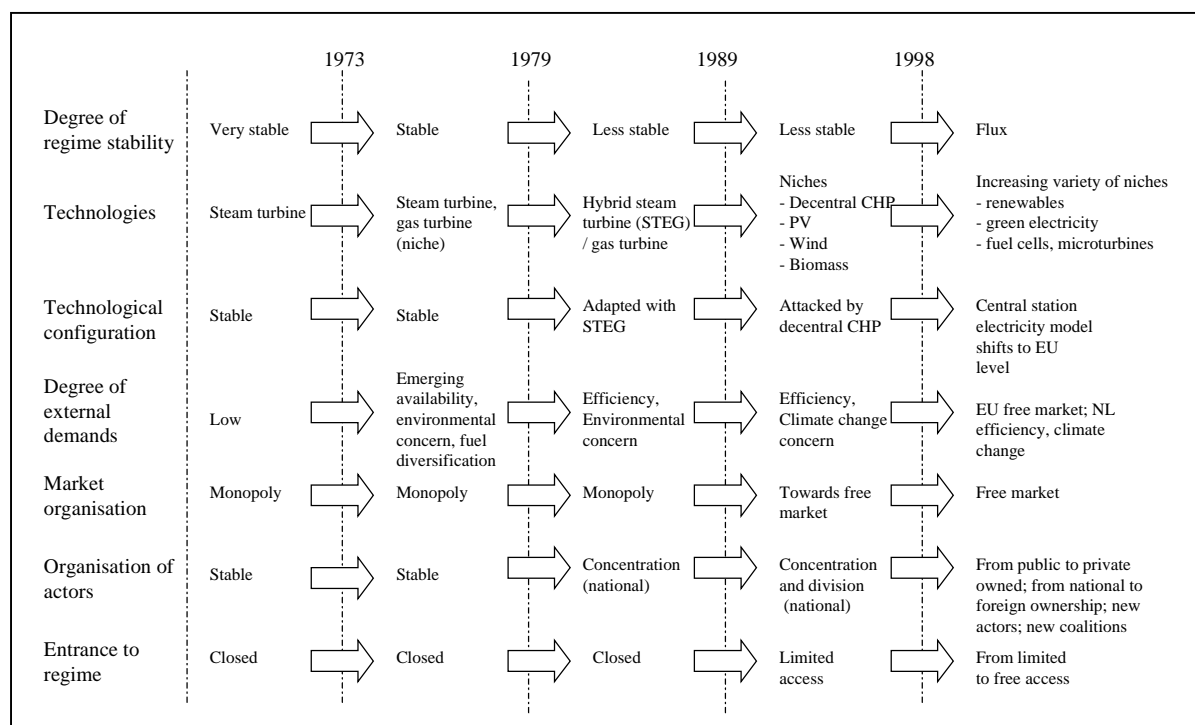 1973
1979
1989
1998
Degree of
regime stability
Very stable
Stable
Less stable
Less stable
Flux
Technologies
Steam turbine
Steam turbine,
gas turbine
(niche)
Hybrid steam
turbine (STEG)
/ gas turbine
Niches
- Decentral CHP
- PV
- Wind
- Biomass
Increasing variety of niches
- renewables
- green electricity
- fuel cells, microturbines
Technological
configuration
Stable
Stable
Adapted with
STEG
Attacked by
decentral CHP
Central station
electricity model
shifts to EU
level
Degree of
external
demands
Low
Emerging
availability,
environmental
concern, fuel
diversification
Efficiency,
Environmental
concern
Efficiency,
Climate change
concern
EU free market; NL
efficiency, climate
change
Market
organisation
Monopoly
Monopoly
Monopoly
Towards free
market
Free market
Organisation of
actors
Stable
Stable
Concentration
(national)
Concentration
and division
(national)
From public to private
owned; from national to
foreign ownership; new
actors; new coalitions
Entrance to
regime
Closed
Closed
Closed
Limited
access
From limited
to free access